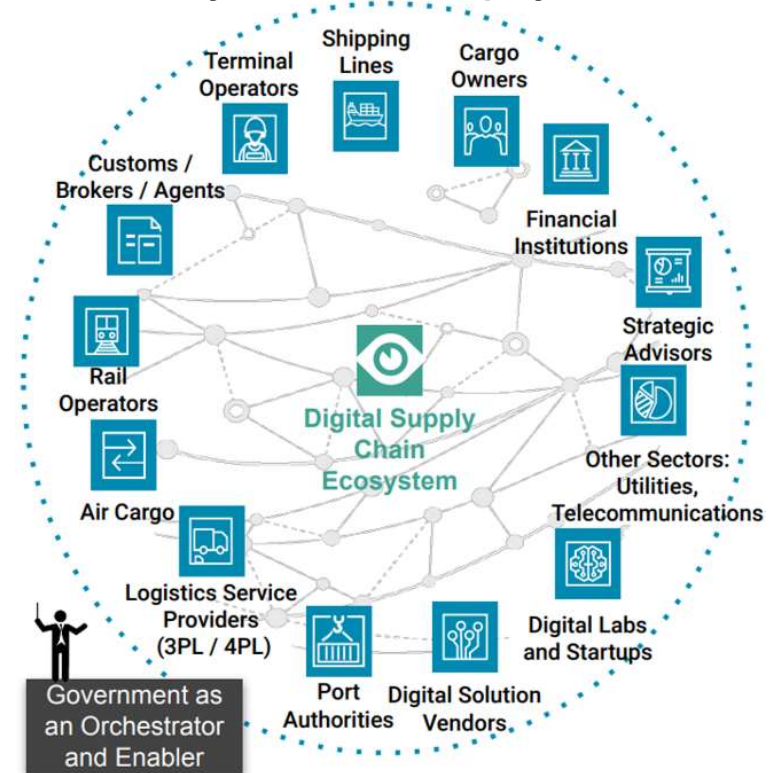 Shipping
Lines
Cargo
Owners
Terminal
Operators
Financial
Institutions
Customs /
Brokers / Agents
Strategic
Advisors
Rail
Operators
Digital Supply
Chain
Ecosystem
Other Sectors:
Utilities,
Telecommunications
Air Cargo
Logistics Service
Providers
(3PL / 4PL)
Digital Labs
and Startups
Port
Authorities
Digital Solution
Vendors
Government as
an Orchestrator
and Enabler